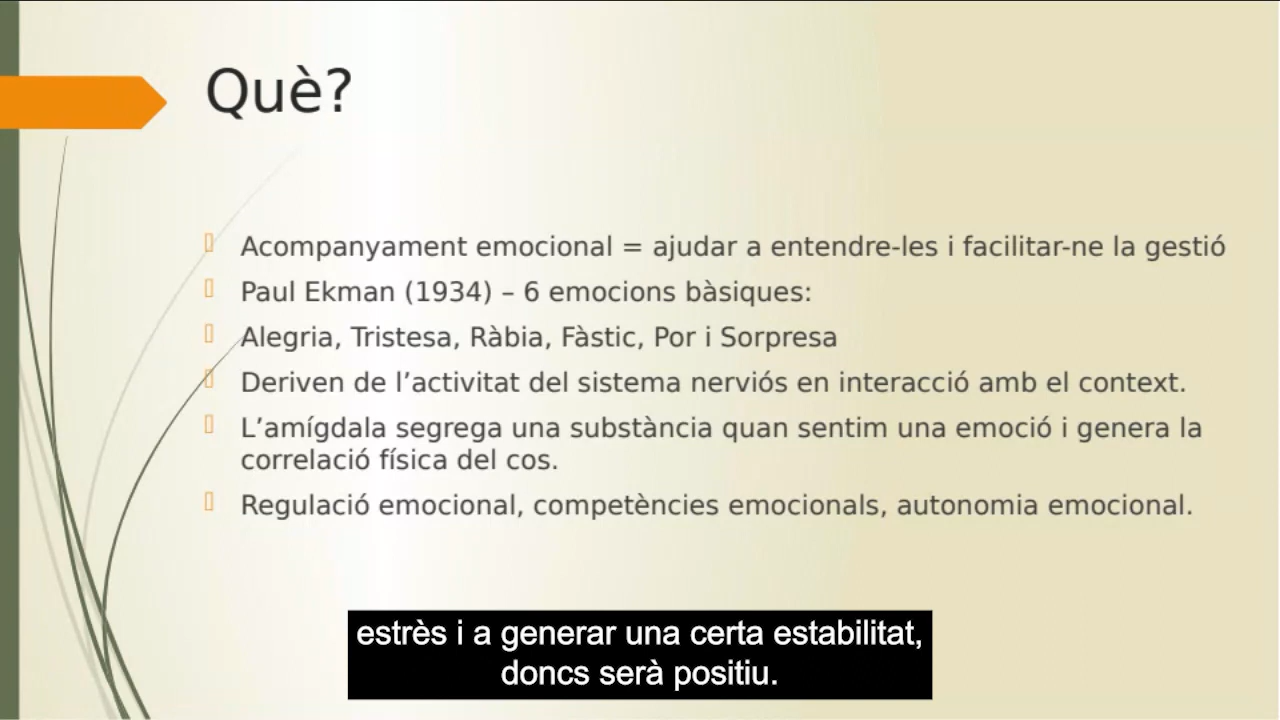 Què?
Acompanyament emocional = ajudar a entendre-les i facilitar-ne la gestió
Paul Ekman (1934) – 6 emocions bàsiques:
Alegria, Tristesa, Ràbia, Fàstic, Por i Sorpresa
Deriven de l’activitat del sistema nerviós en interacció amb el context.
L’amígdala segrega una substància quan sentim una emoció i genera la
correlació física del cos.
Regulació emocional, competències emocionals, autonomia emocional.
estrès i a generar una certa estabilitat,
doncs serà positiu.